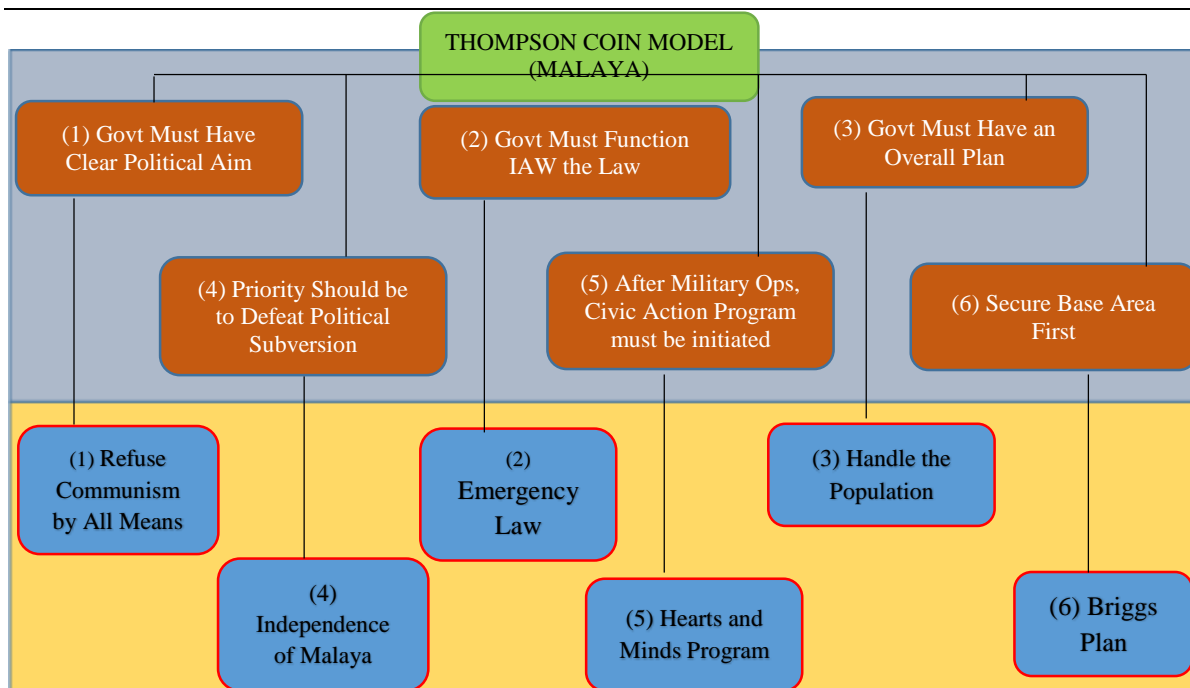 THOMPSON COIN MODEL
(MALAYA)
(1) Govt Must Have
Clear Political Aim
(2) Govt Must Function
IAW the Law
(3) Govt Must Have an
Overall Plan
(4) Priority Should be
to Defeat Political
Subversion
(5) After Military Ops,
Civic Action Program
must be initiated
(6) Secure Base Area
First
(1) Refuse
Communism
by All Means
(2)
Emergency
Law
(3) Handle the
Population
(4)
Independence
of Malaya
(5) Hearts and
Minds Program
(6) Briggs
Plan